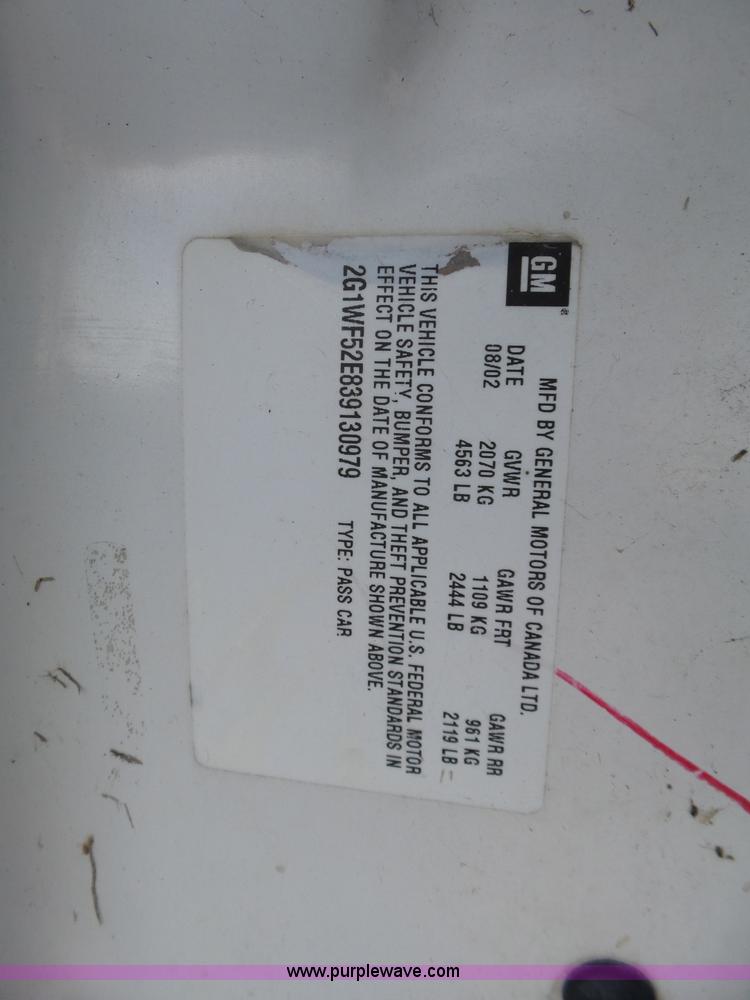 GM
MFD BY GENERAL MOTORS OF CANADA LTD.
DATE GVWR GAWR FRT GAWR RR
08/02 2070 KG 1109 KG 961 KG
4563 LB 2444 LB 2119 LB
THIS VEHICLE CONFORMS TO ALL APPLICABLE U.S. FEDERAL MOTOR
VEHICLE SAFETY, BUMPER, AND THEFT PREVENTION STANDARDS IN
EFFECT ON THE DATE OF MANUFACTURE SHOWN ABOVE.
2G1WF52E839130979 TYPE: PASS CAR
www.purplewave.com